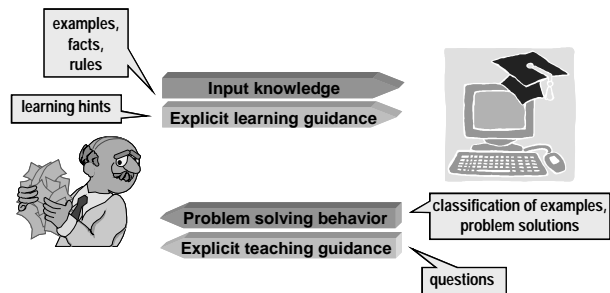 examples,
facts,
rules
Input knowledge
learning hints
Explicit learning guidance
Problem solving behavior
classification of examples,
problem solutions
Explicit teaching guidance
questions